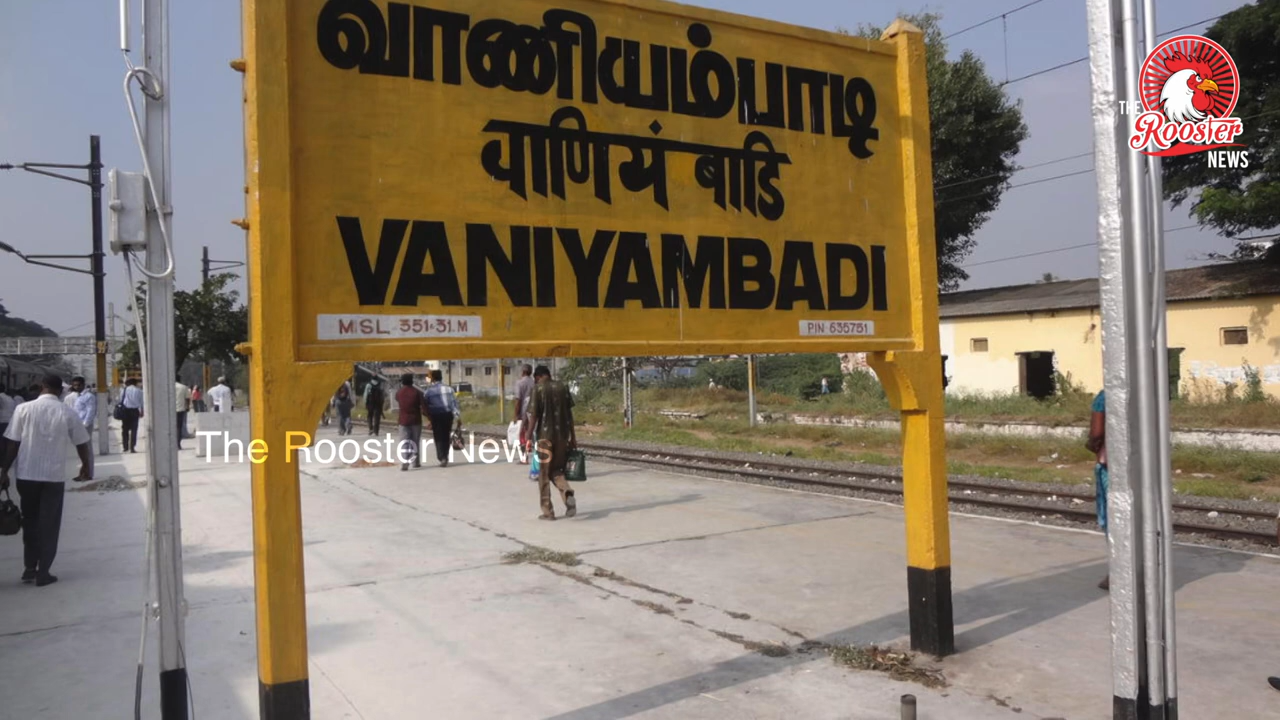 வாணியம்பாடி
वाणियं बाडि
VANIYAMBADI
MSL 351.31.M
PIN 635751
The Rooster News
THE
Rooster
NEWS